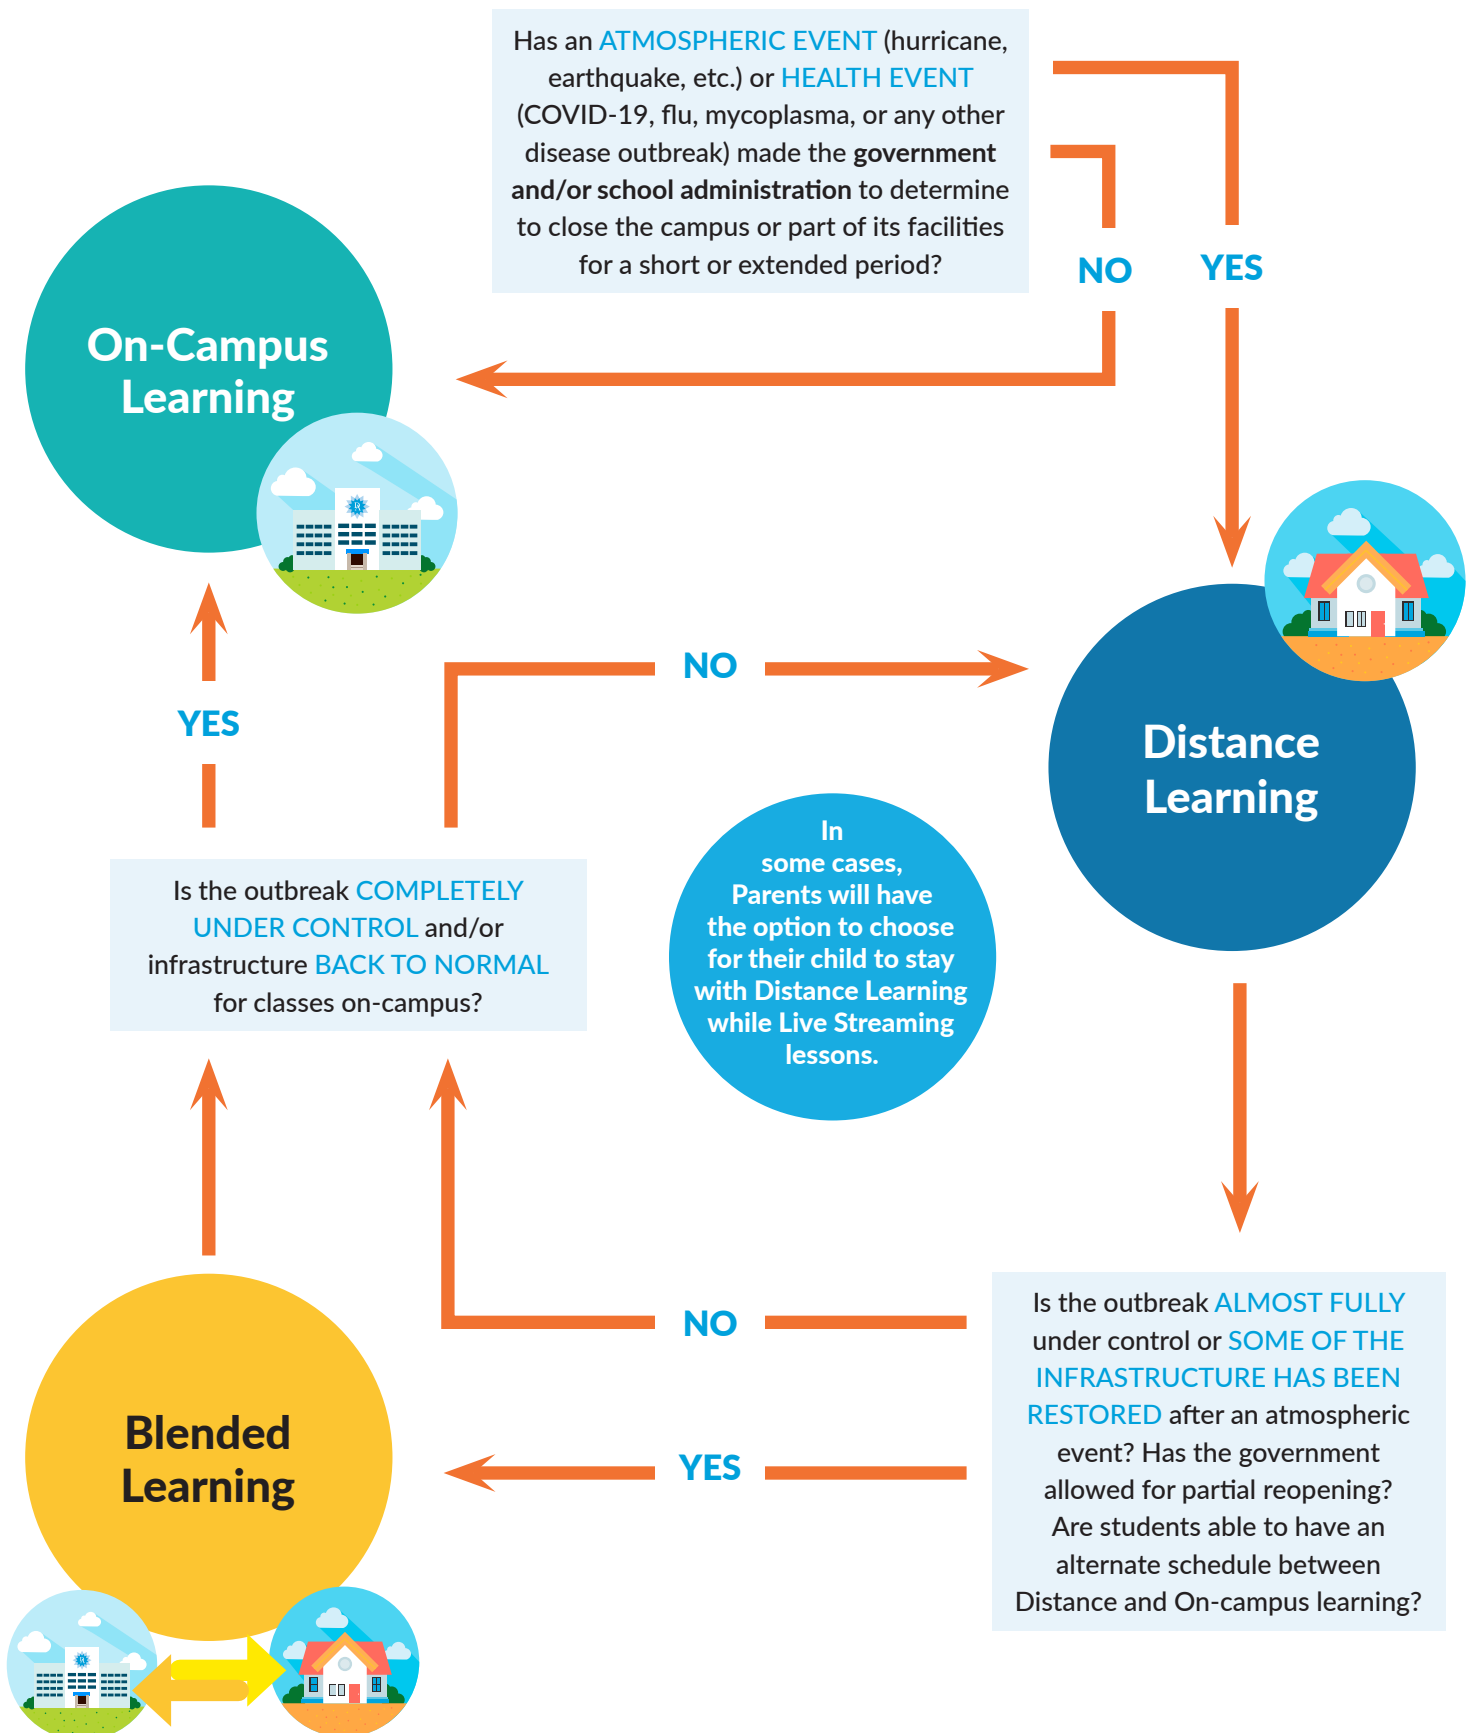 Has an ATMOSPHERIC EVENT (hurricane,
earthquake, etc.) or HEALTH EVENT
(COVID-19, flu, mycoplasma, or any other
disease outbreak) made the government
and/or school administration to determine
to close the campus or part of its facilities
for a short or extended period?
NO
YES
On-Campus
Learning
NO
YES
Distance
Learning
In
some cases,
Parents will have
the option to choose
for their child to stay
with Distance Learning
while Live Streaming
lessons.
Is the outbreak COMPLETELY
UNDER CONTROL and/or
infrastructure BACK TO NORMAL
for classes on-campus?
NO
YES
Is the outbreak ALMOST FULLY
under control or SOME OF THE
INFRASTRUCTURE HAS BEEN
RESTORED after an atmospheric
event? Has the government
allowed for partial reopening?
Are students able to have an
alternate schedule between
Distance and On-campus learning?
Blended
Learning